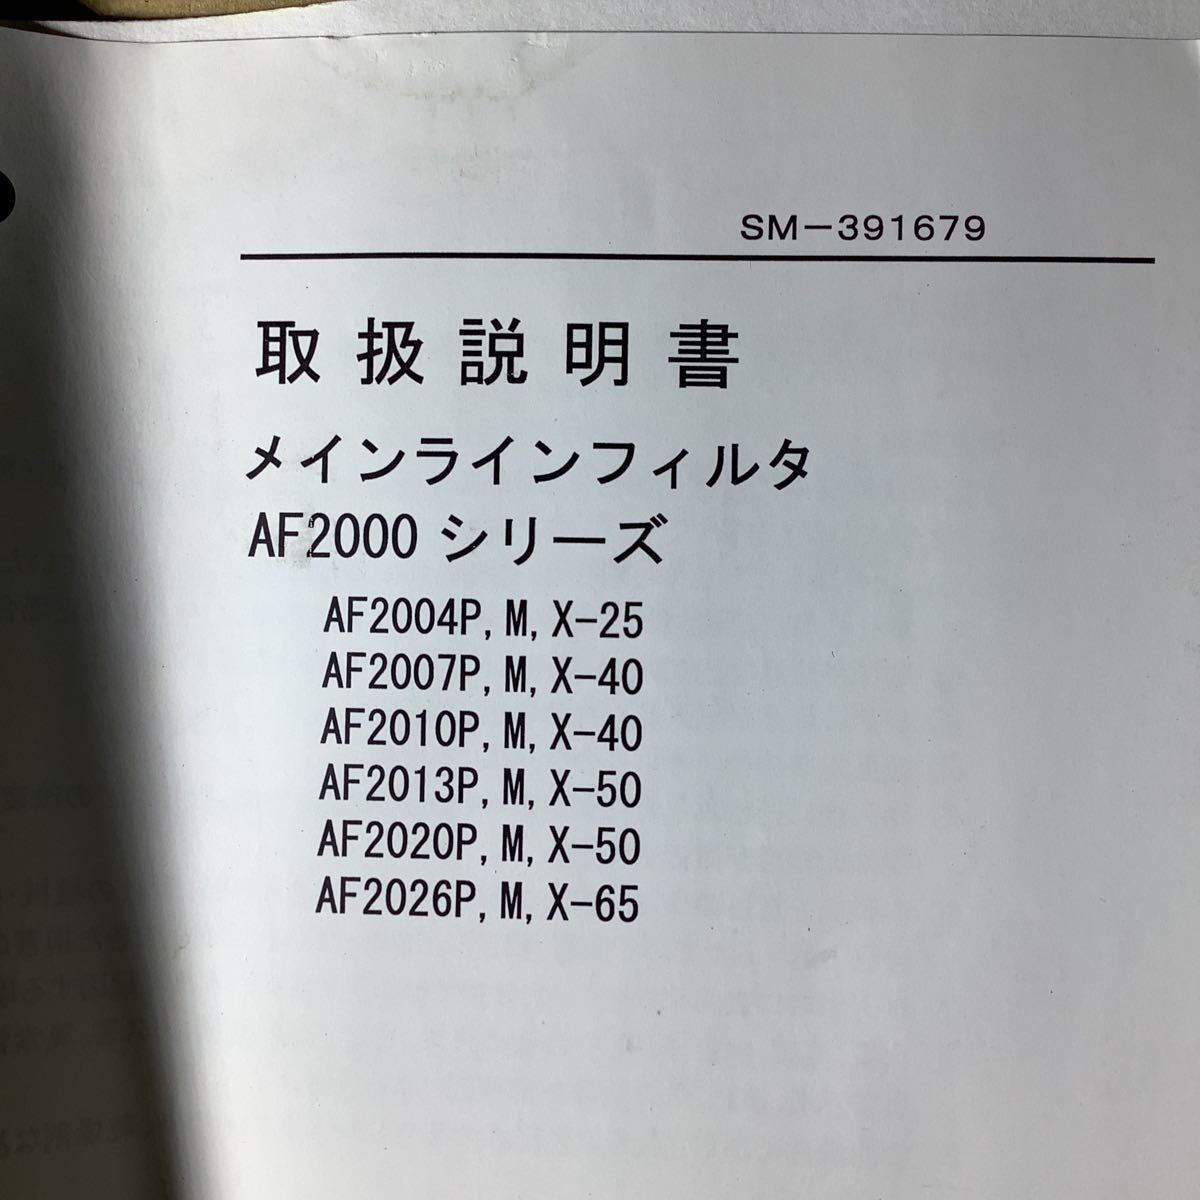 SM－391679
取扱説明書
メインラインフィルタ
AF2000 シリーズ
AF2004P, M, X-25
AF2007P, M, X-40
AF2010P, M, X-40
AF2013P, M, X-50
AF2020P, M, X-50
AF2026P, M, X-65